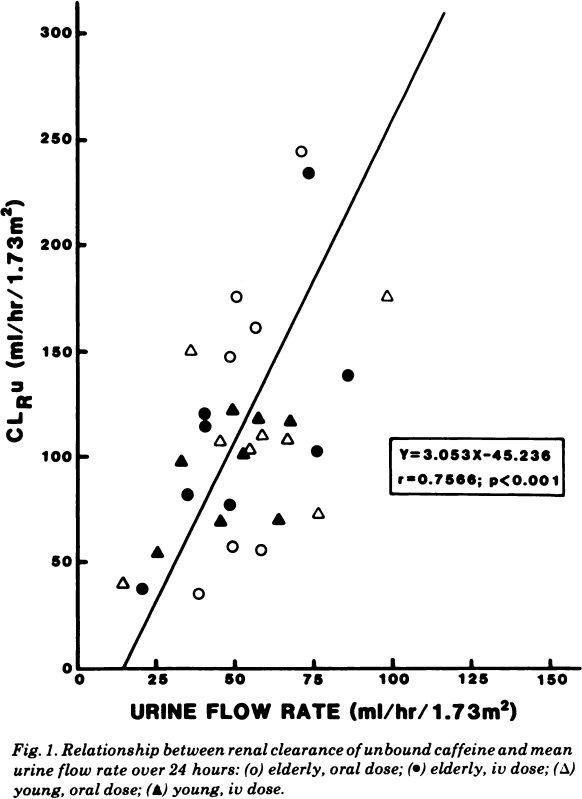 300
250
200
150
100
50
0
CL_R u (ml/hr/1.73m²)
Y=3.053X-45.236
r=0.7566; p<0.001
0 25 50 75 100 125 150
URINE FLOW RATE (ml/hr/1.73m²)
Fig. 1. Relationship between renal clearance of unbound caffeine and mean
urine flow rate over 24 hours: (o) elderly, oral dose; (●) elderly, iv dose; (△)
young, oral dose; (▲) young, iv dose.